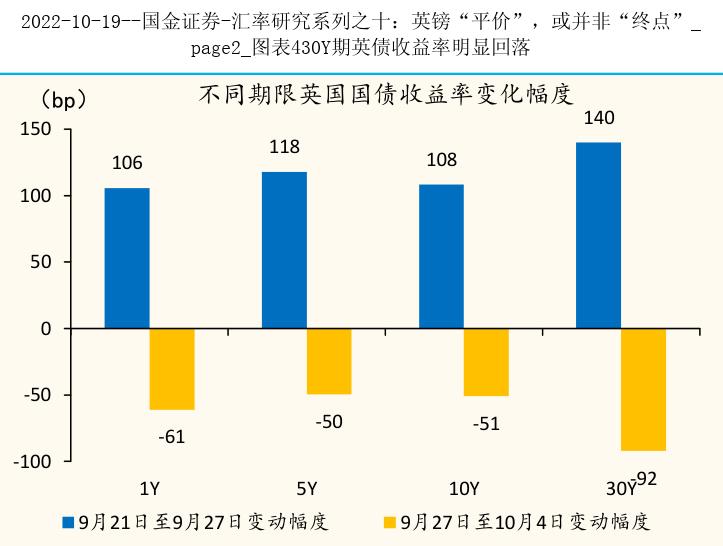 2022-10-19--国金证券-汇率研究系列之十：英镑“平价”，或并非“终点”_
page2_图表430Y期英债收益率明显回落
（bp） 不同期限英国国债收益率变化幅度
150
100
50
0
-50
-100
106
118
108
140
-61
-50
-51
-92
1Y 5Y 10Y 30Y
9月21日至9月27日变动幅度 9月27日至10月4日变动幅度